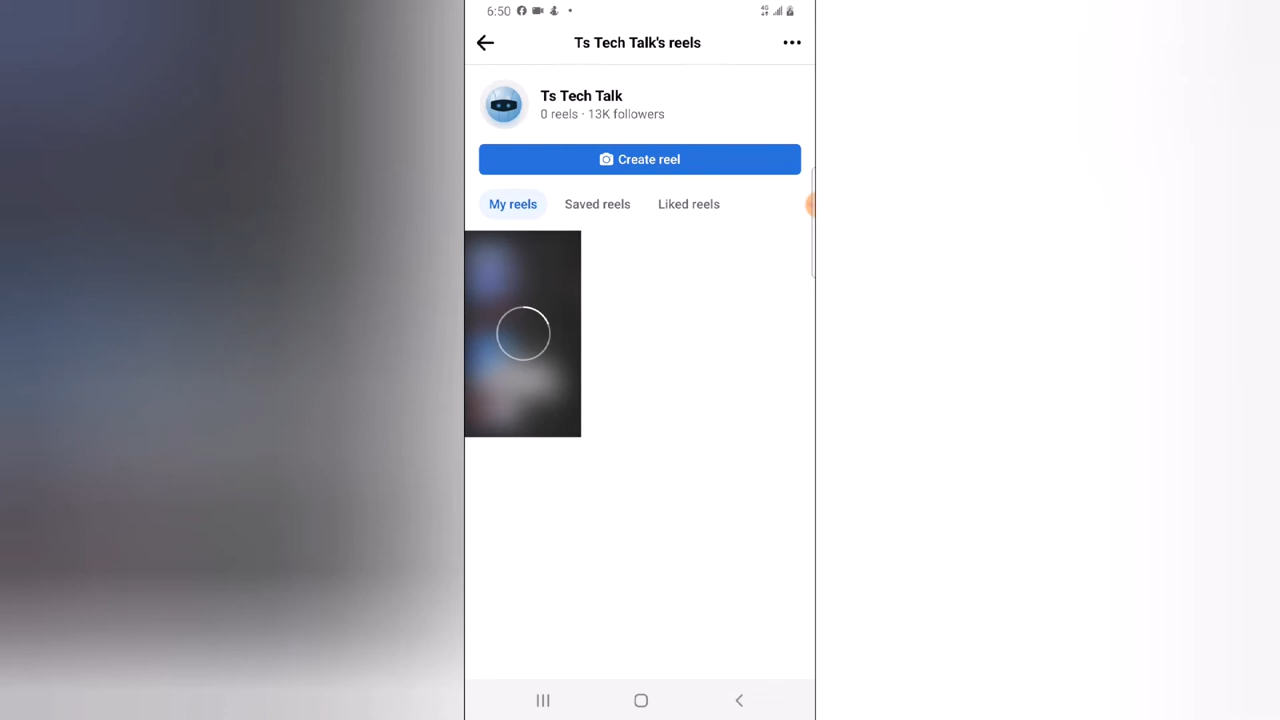 6:50
4G
Ts Tech Talk's reels
Ts Tech Talk
0 reels · 13K followers
Create reel
My reels Saved reels Liked reels